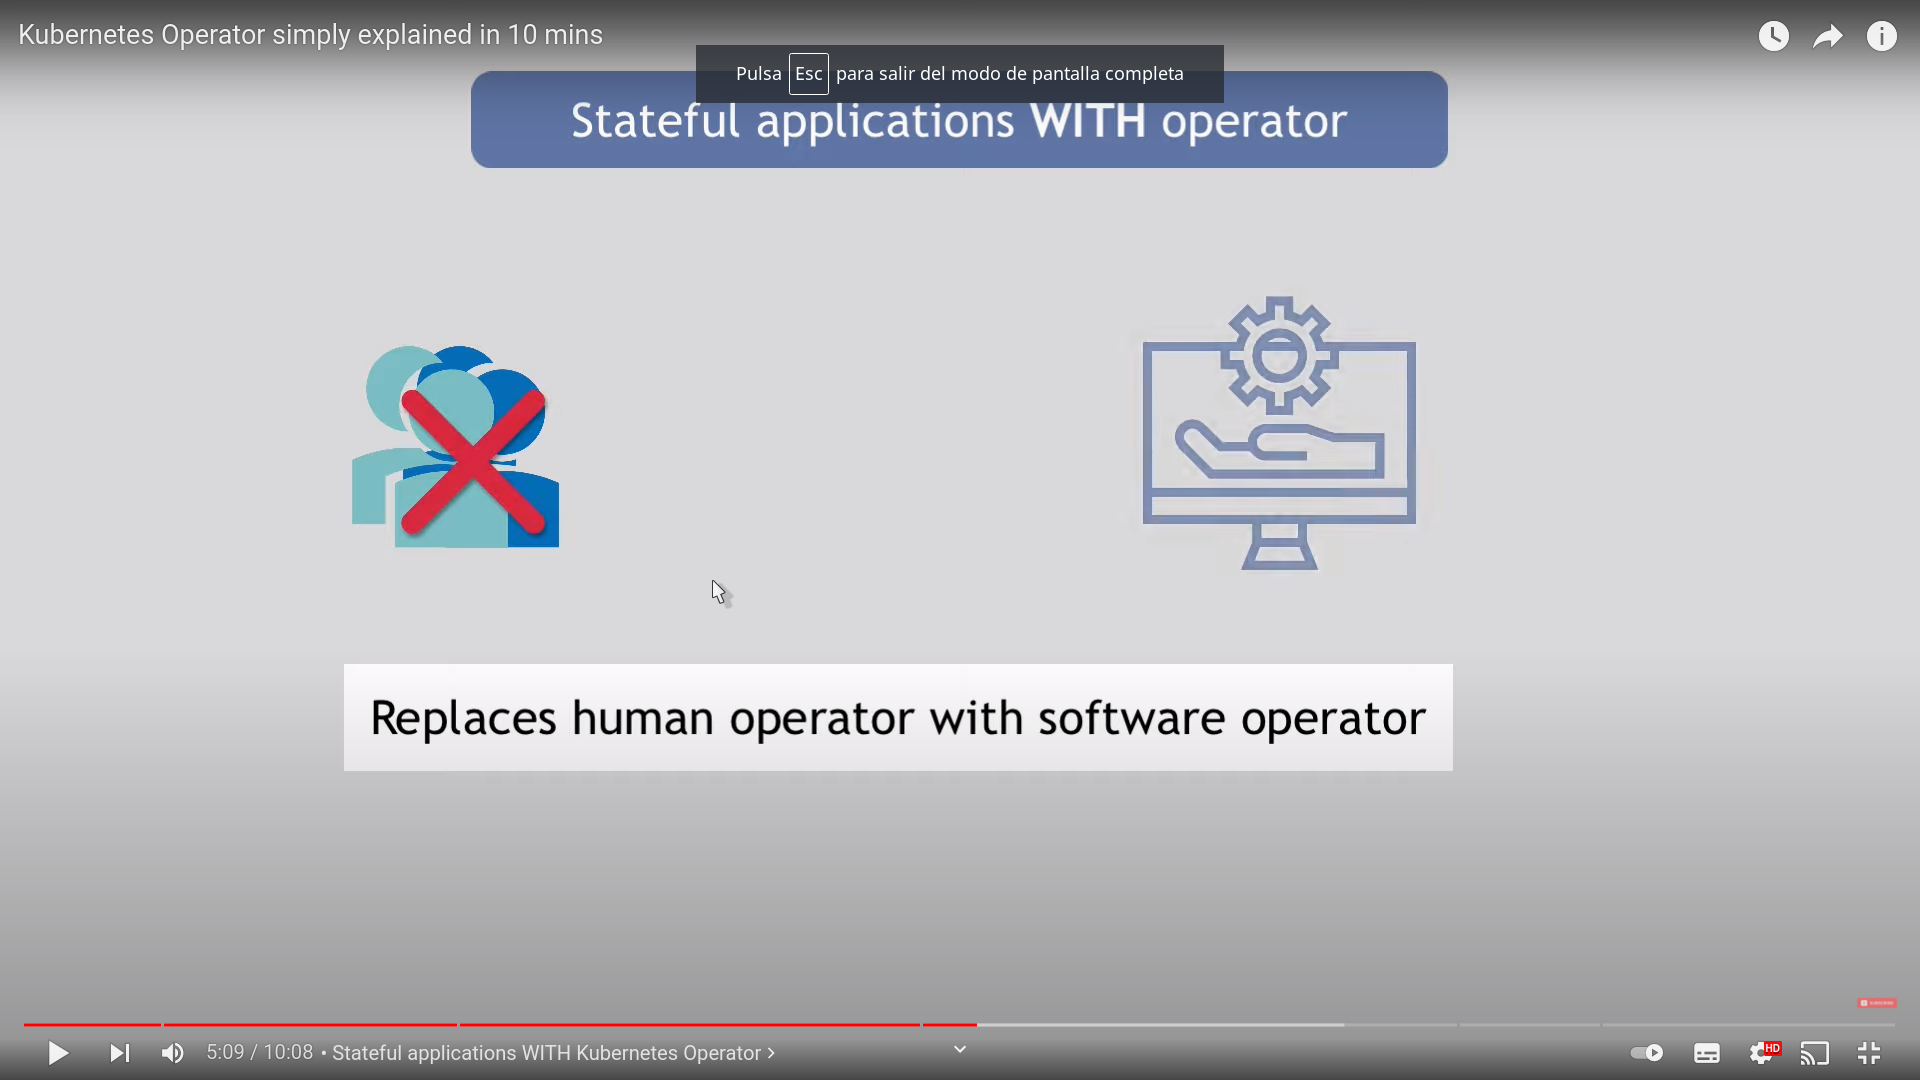 Kubernetes Operator simply explained in 10 mins
Pulsa Esc para salir del modo de pantalla completa
Stateful applications WITH operator
Replaces human operator with software operator
SUBSCRIBE
5:09 / 10:08 • Stateful applications WITH Kubernetes Operator
HD